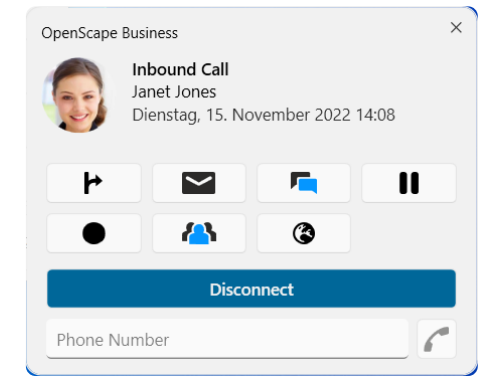 OpenScape Business
Inbound Call
Janet Jones
Dienstag, 15. November 2022 14:08
Disconnect
Phone Number